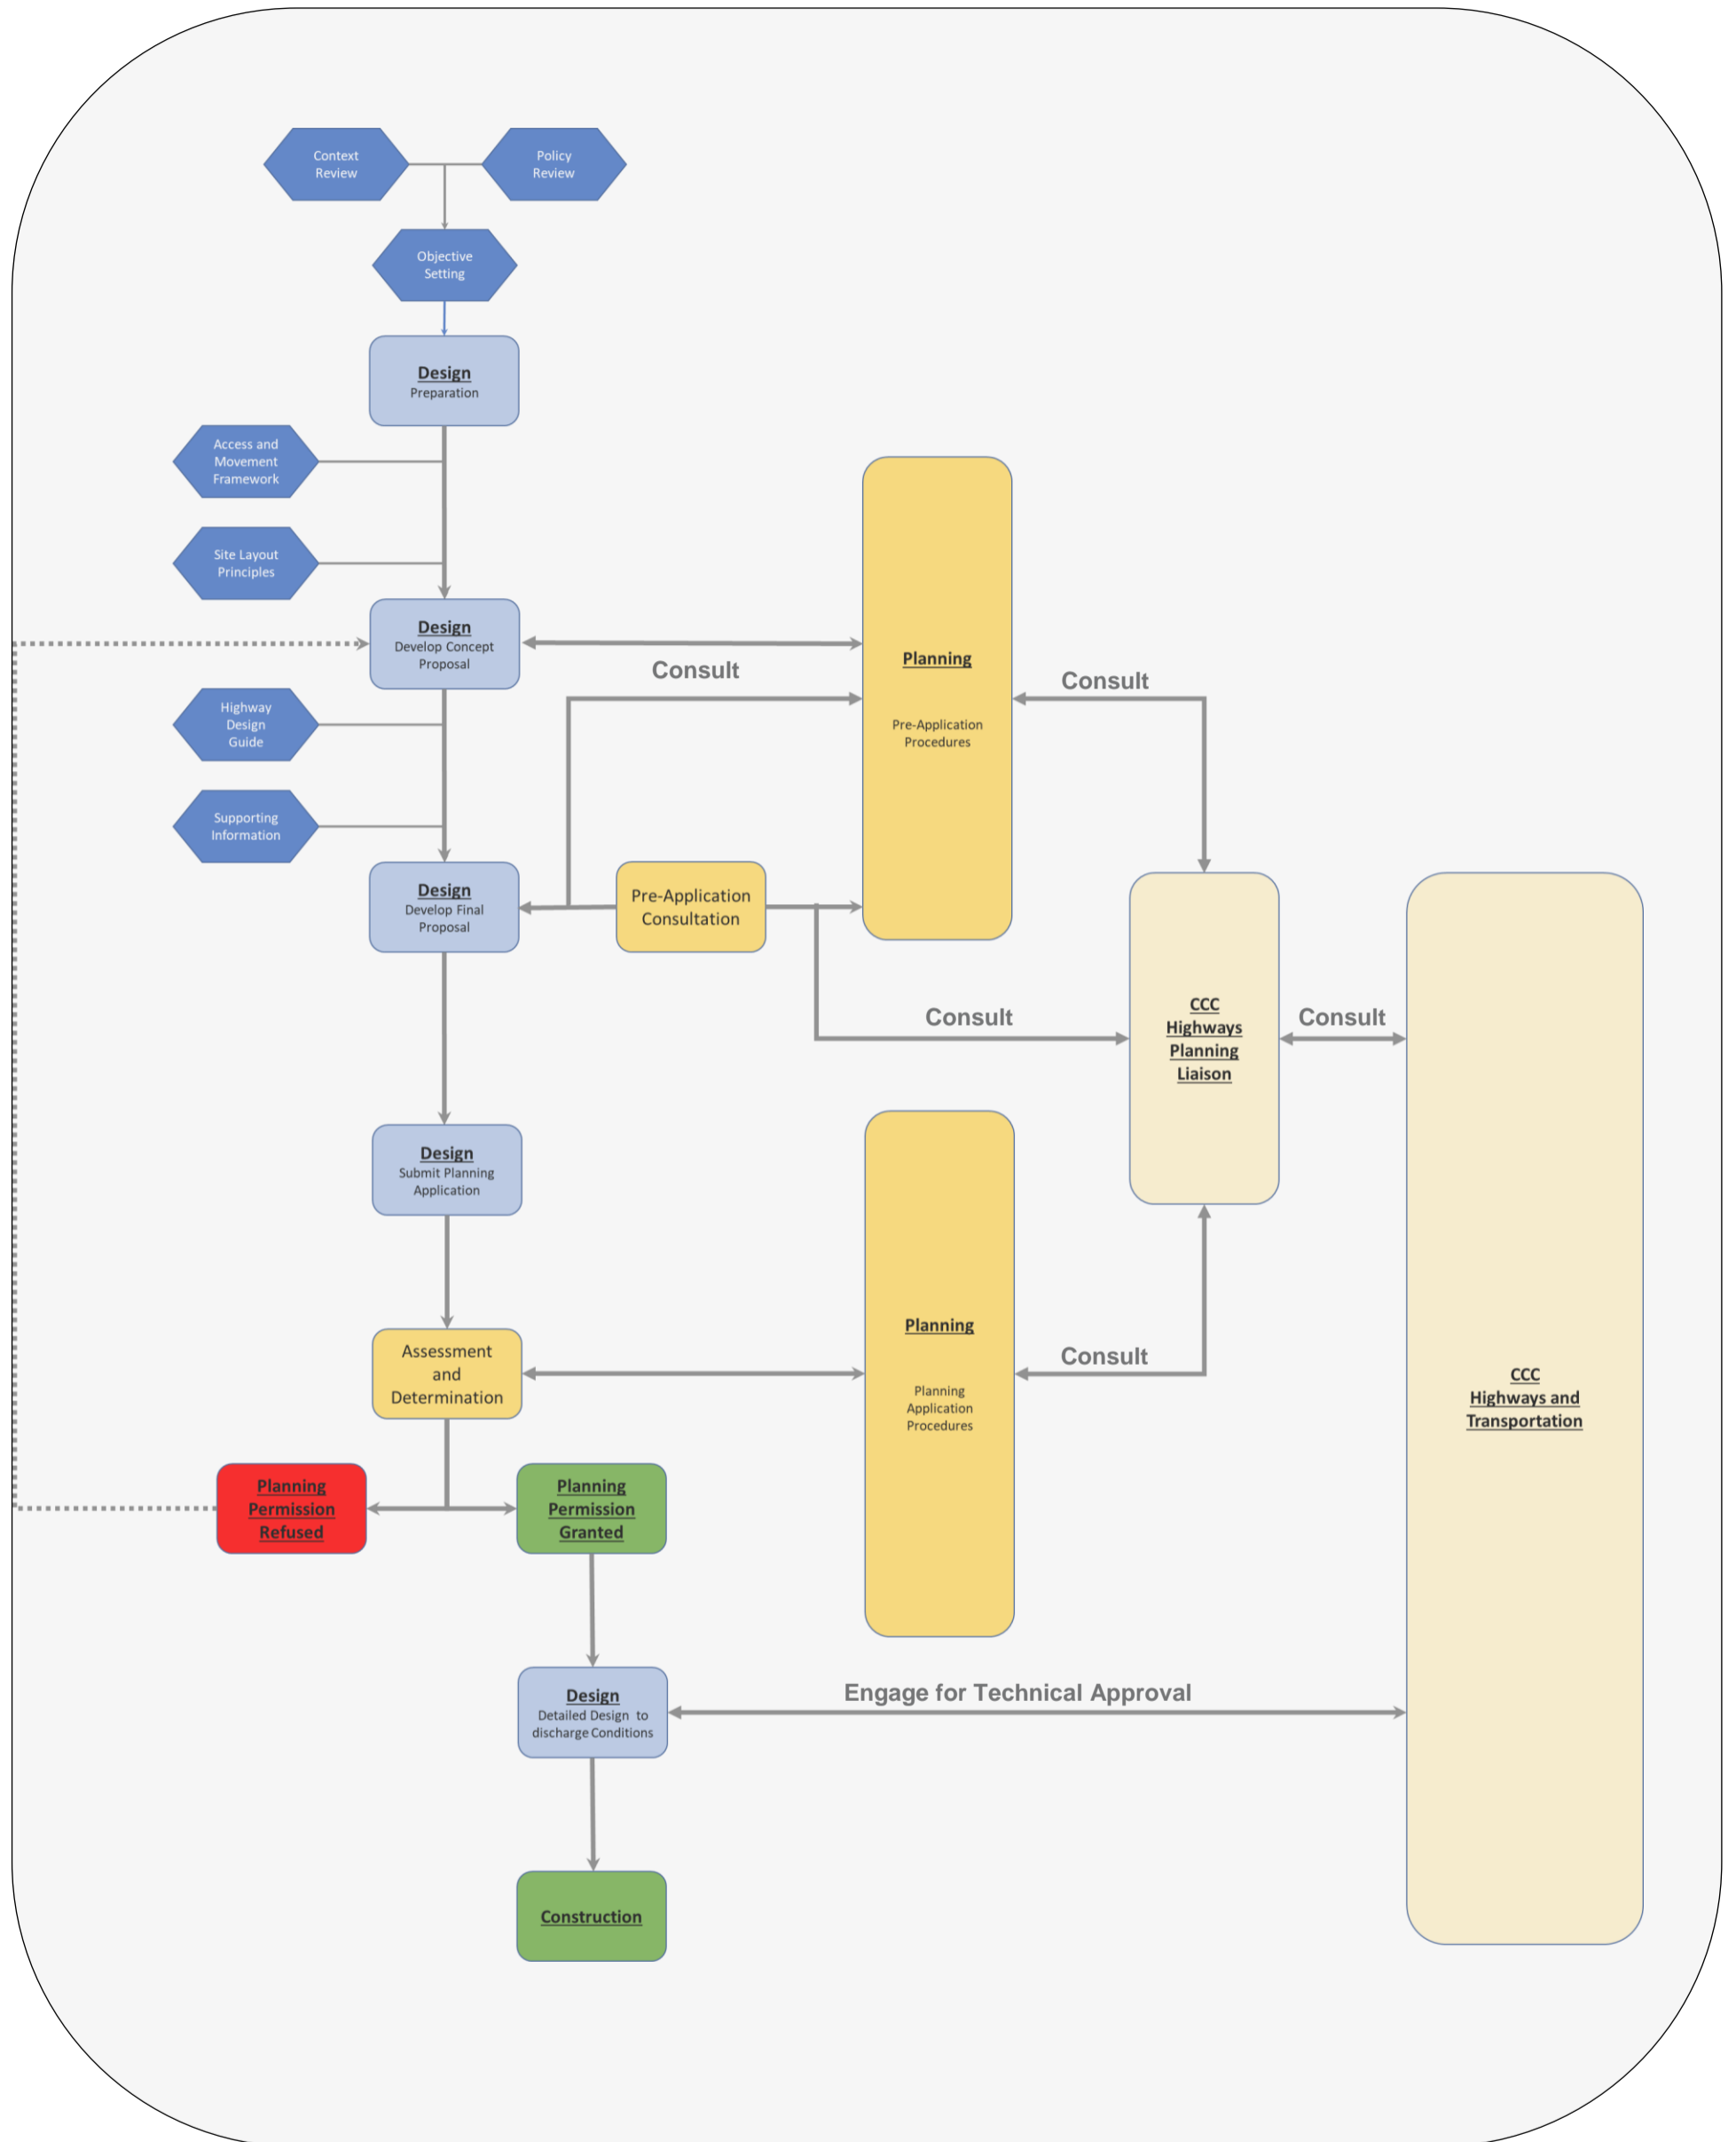 Context
Review
Policy
Review
Objective
Setting
Design
Preparation
Access and
Movement
Framework
Site Layout
Principles
Design
Develop Concept
Proposal
Consult
Planning
Pre-Application
Procedures
Consult
Highway
Design
Guide
Supporting
Information
Design
Develop Final
Proposal
Pre-Application
Consultation
Consult
CCC
Highways
Planning
Liaison
Consult
Design
Submit Planning
Application
Assessment
and
Determination
Planning
Planning
Application
Procedures
Consult
CCC
Highways and
Transportation
Planning
Permission
Refused
Planning
Permission
Granted
Design
Detailed Design to
discharge Conditions
Engage for Technical Approval
Construction